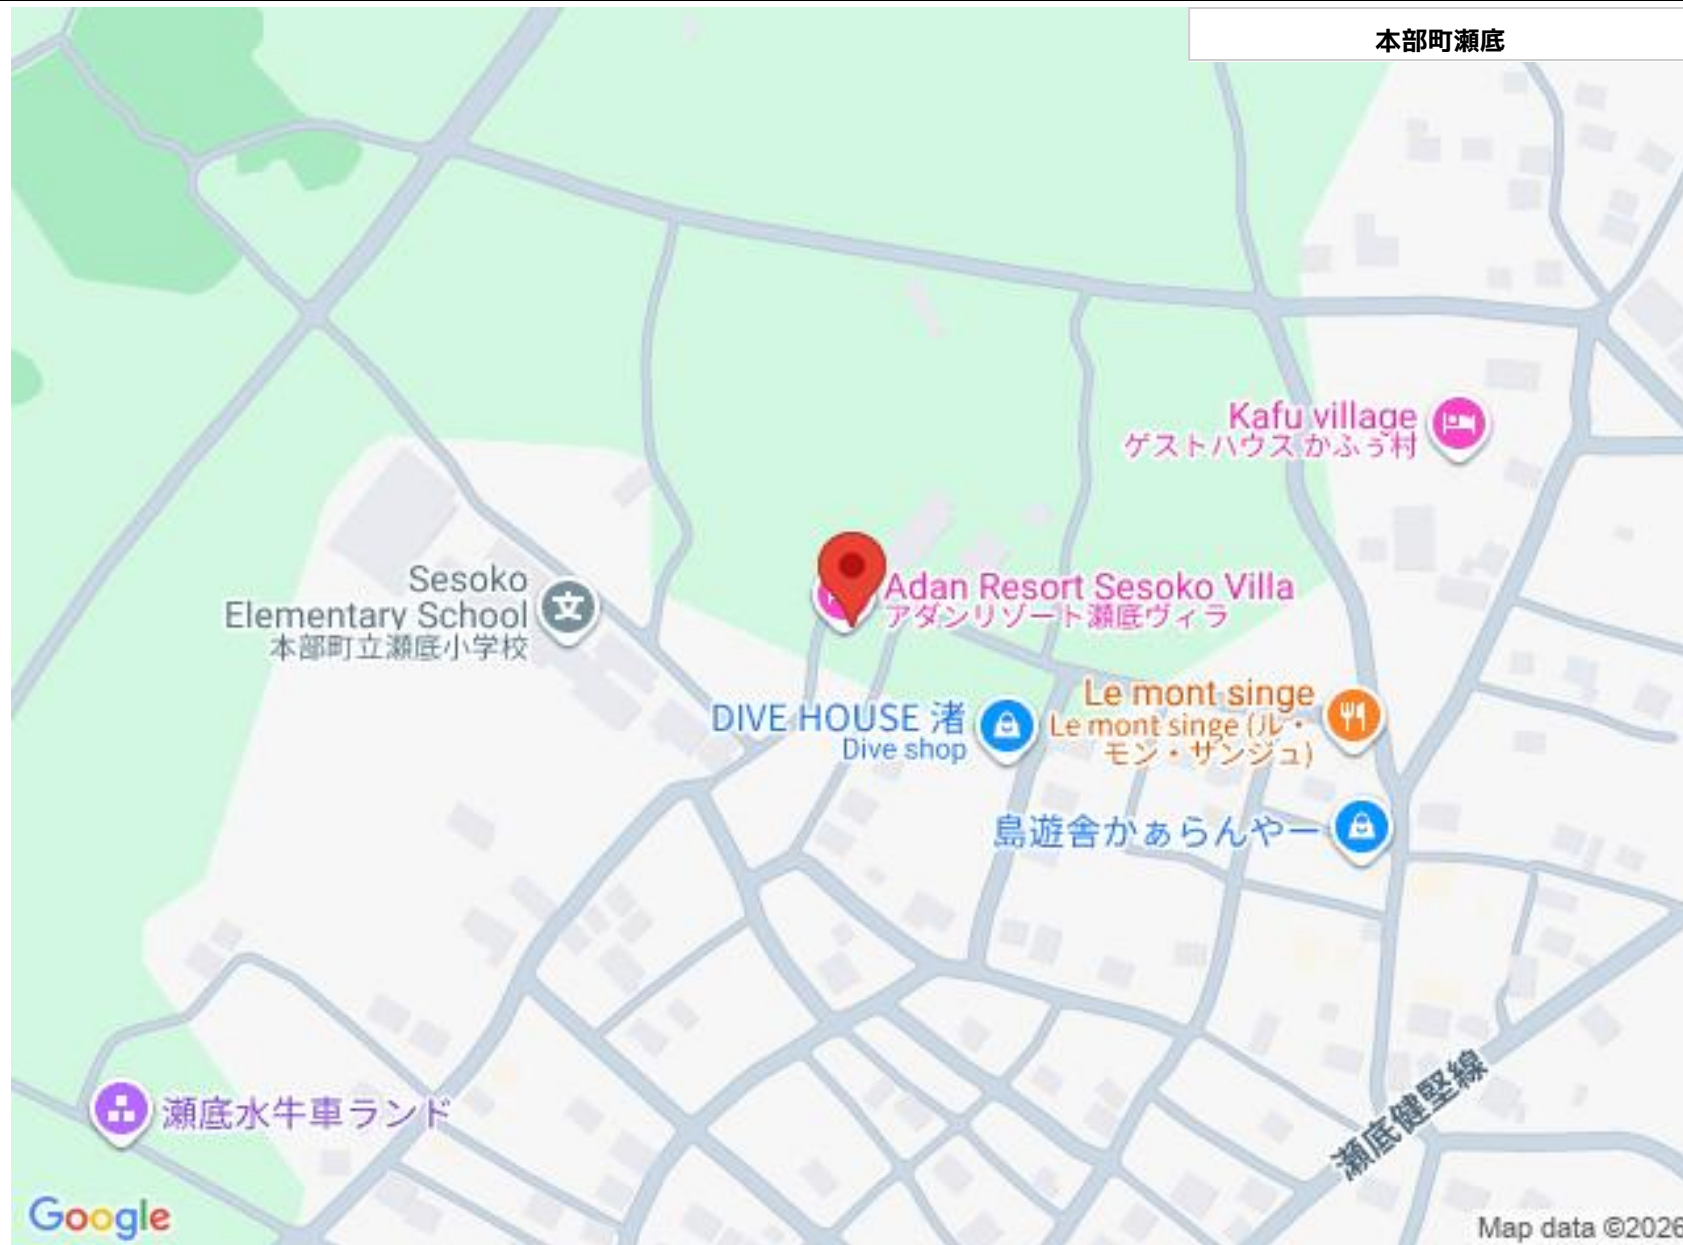 本部町瀬底
Kafu village
ゲストハウス かふぅ村
Sesoko
Elementary School
本部町立瀬底小学校
Adan Resort Sesoko Villa
アダンリゾート瀬底ヴィラ
DIVE HOUSE 渚
Dive shop
Le mont singe
Le mont singe (ル・
モン・サンジュ)
島遊舎かぁらんやー
瀬底健堅線
瀬底水牛車ランド
Google
Map data ©2026